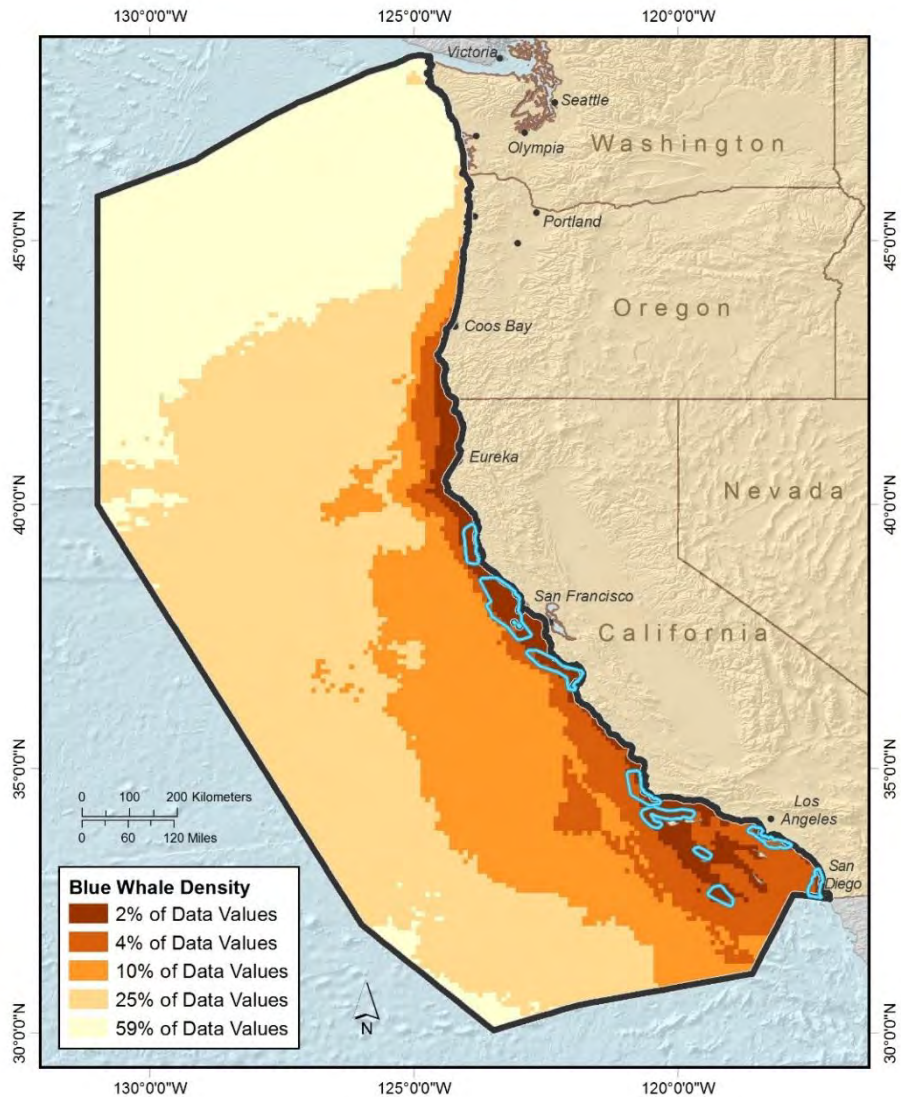 130°0'0"W
125°0'0"W
120°0'0"W
Victoria
Seattle
Olympia
Washington
Portland
45°0'0"N
45°0'0"N
Oregon
Coos Bay
Eureka
Nevada
40°0'0"N
40°0'0"N
San Francisco
California
35°0'0"N
35°0'0"N
0 100 200 Kilometers
0 60 120 Miles
Los
Angeles
San
Diego
Blue Whale Density
2% of Data Values
4% of Data Values
10% of Data Values
25% of Data Values
59% of Data Values
N
30°0'0"N
30°0'0"N
130°0'0"W
125°0'0"W
120°0'0"W